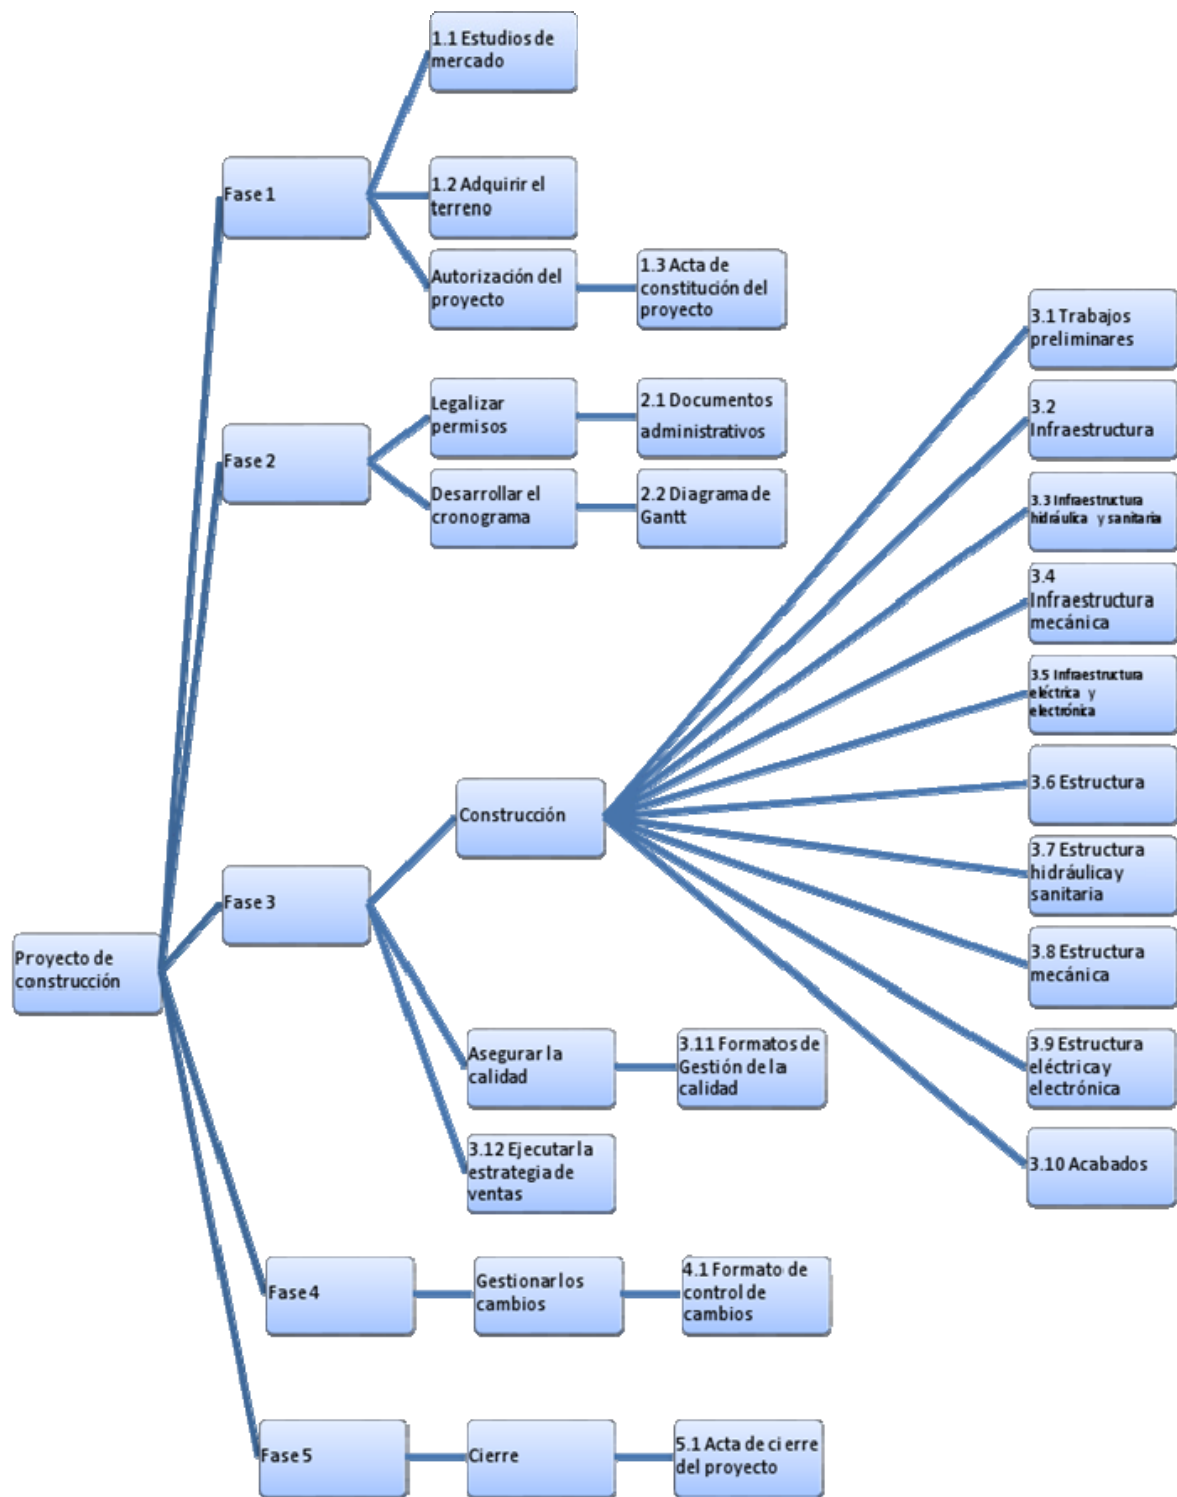 Proyecto de
construcción
Fase 1
1.1 Estudios de
mercado
1.2 Adquirir el
terreno
Autorización del
proyecto
1.3 Acta de
constitución del
proyecto
Fase 2
Legalizar
permisos
2.1 Documentos
administrativos
Desarrollar el
cronograma
2.2 Diagrama de
Gantt
Fase 3
Construcción
3.1 Trabajos
preliminares
3.2
Infraestructura
3.3 Infraestructura
hidráulica y sanitaria
3.4
Infraestructura
mecánica
3.5 Infraestructura
eléctrica y
electrónica
3.6 Estructura
3.7 Estructura
hidráulica y
sanitaria
3.8 Estructura
mecánica
3.9 Estructura
eléctrica y
electrónica
3.10 Acabados
Asegurar la
calidad
3.11 Formatos de
Gestión de la
calidad
3.12 Ejecutar la
estrategia de
ventas
Fase 4
Gestionar los
cambios
4.1 Formato de
control de
cambios
Fase 5
Cierre
5.1 Acta de cierre
del proyecto